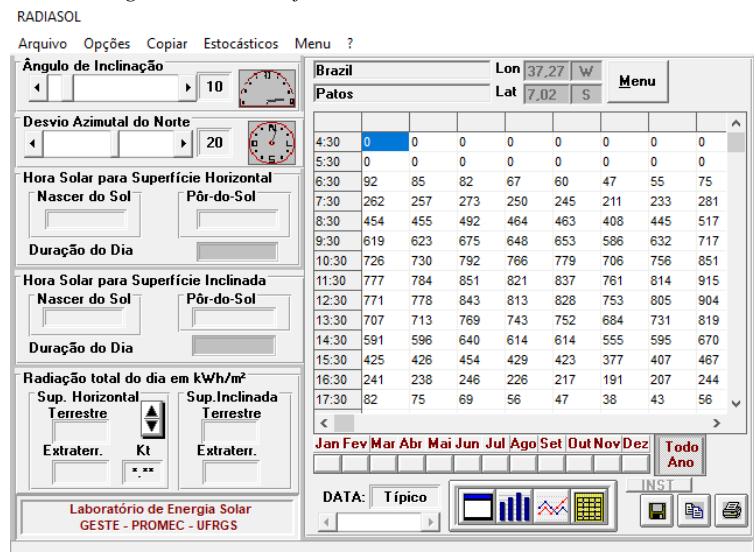 RADIASOL
Arquivo Opções Copiar Estocásticos Menu ?
Ângulo de Inclinação
10
Desvio Azimutal do Norte
20
Hora Solar para Superfície Horizontal
Nascer do Sol Pôr-do-Sol
Duração do Dia
Hora Solar para Superfície Inclinada
Nascer do Sol Pôr-do-Sol
Duração do Dia
Radiação total do dia em kWh/m²
Sup. Horizontal Sup.Inclinada
Terrestre Terrestre
Extraterr. Kt Extraterr.
*.**
Laboratório de Energia Solar
GESTE - PROMEC - UFRGS
Brazil Lon 37,27 W
Patos Lat 7,02 S
Menu
4:30 0 0 0 0 0 0 0 0
5:30 0 0 0 0 0 0 0 0
6:30 92 85 82 67 60 47 55 75
7:30 262 257 273 250 245 211 233 281
8:30 454 455 492 464 463 408 445 517
9:30 619 623 675 648 653 586 632 717
10:30 726 730 792 766 779 706 756 851
11:30 777 784 851 821 837 761 814 915
12:30 771 778 843 813 828 753 805 904
13:30 707 713 769 743 752 684 731 819
14:30 591 596 640 614 614 555 595 670
15:30 425 426 454 429 423 377 407 467
16:30 241 238 246 226 217 191 207 244
17:30 82 75 69 56 47 38 43 56
Jan Fev Mar Abr Mai Jun Jul Ago Set Out Nov Dez
Todo
Ano
DATA: Típico
INST